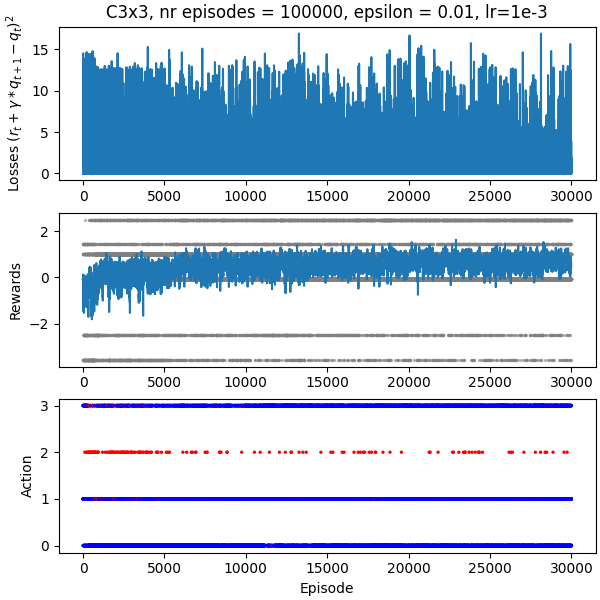 C3x3, nr episodes = 100000, epsilon = 0.01, lr=1e-3
Losses $(r_t + \gamma * q_{t+1} - q_t)^2$
15
10
5
0
0 5000 10000 15000 20000 25000 30000
Rewards
2
0
−2
0 5000 10000 15000 20000 25000 30000
Action
3
2
1
0
0 5000 10000 15000 20000 25000 30000
Episode